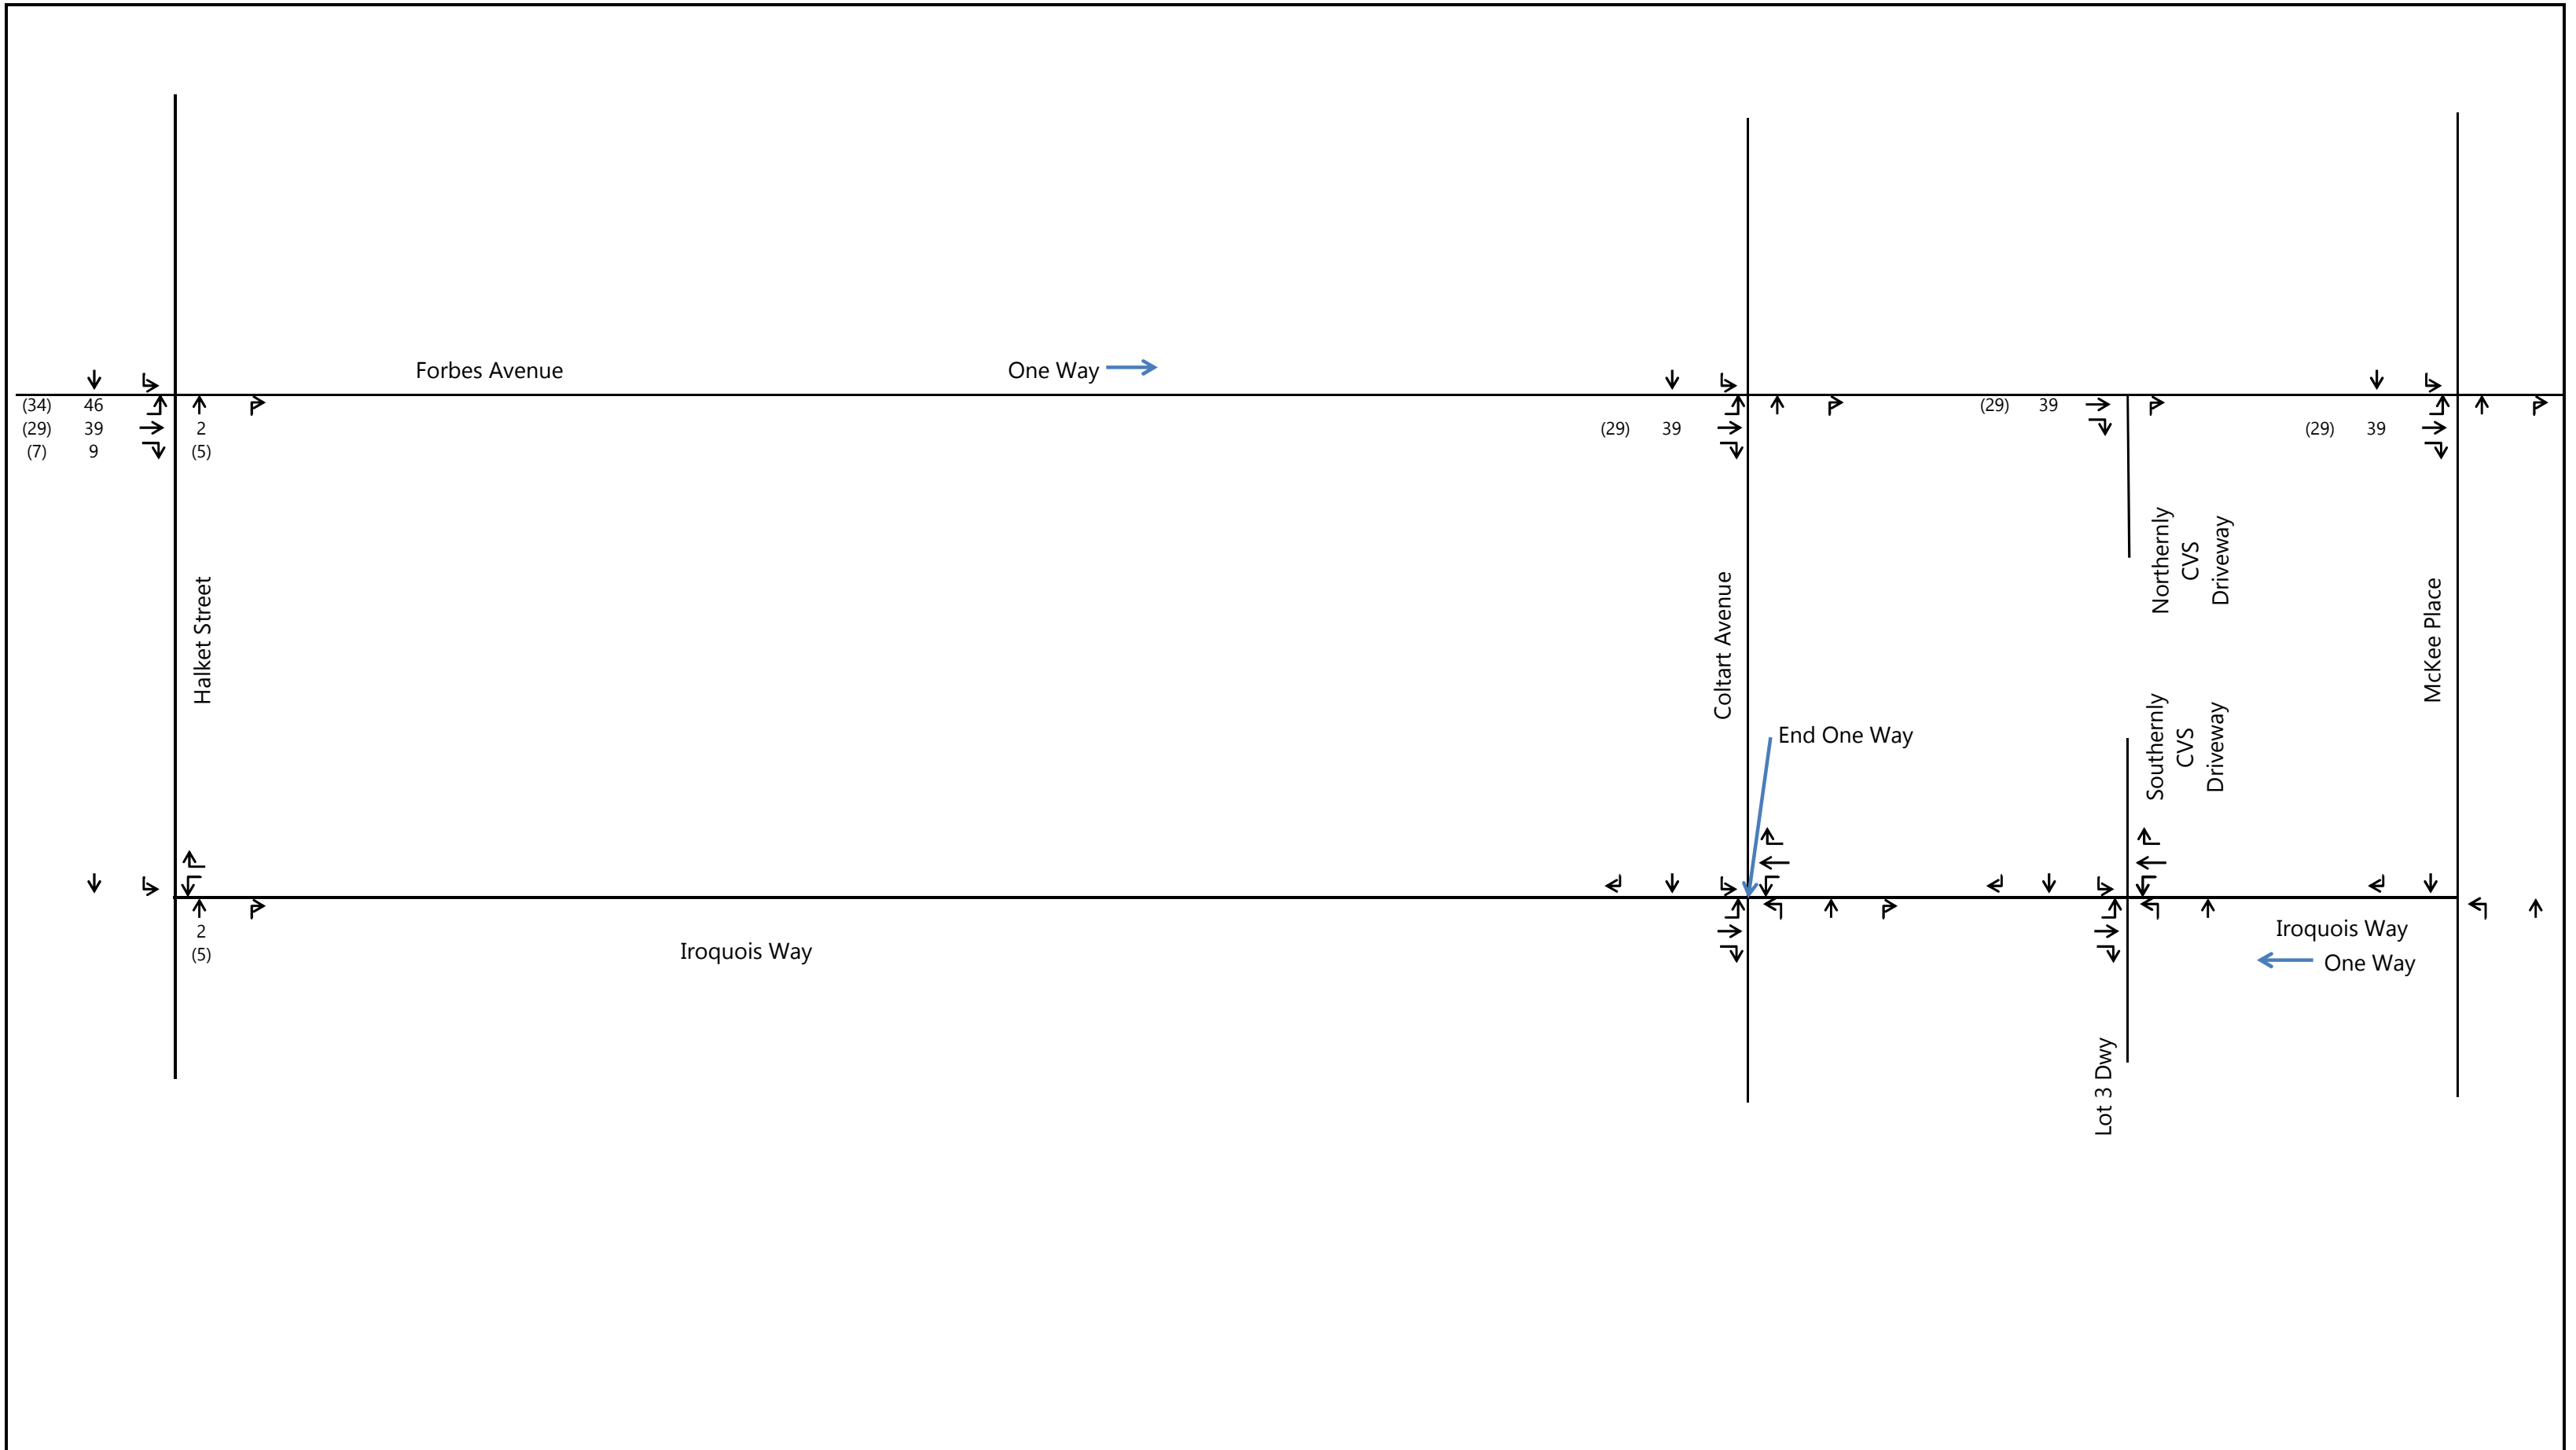 Forbes Avenue One Way
(34) 46
(29) 39 2 (29) 39 (29) 39 (29) 39
(7) 9 (5)
Halket Street
Coltart Avenue
Northernly
CVS
Driveway
McKee Place
Southernly
CVS
Driveway
End One Way
2
(5)
Iroquois Way
Iroquois Way
One Way
Lot 3 Dwy